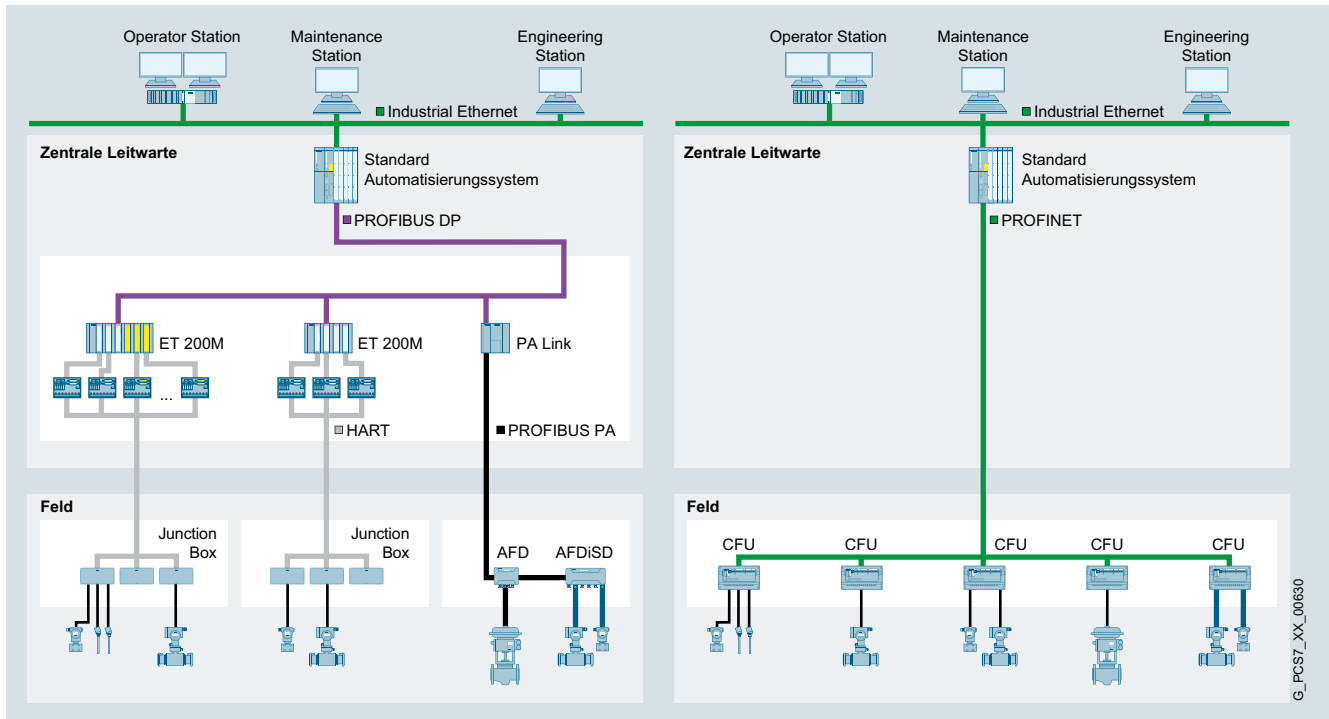 Operator Station
Maintenance
Station
Engineering
Station
Industrial Ethernet
Zentrale Leitwarte
Standard
Automatisierungssystem
PROFIBUS DP
ET 200M
ET 200M
PA Link
...
HART
PROFIBUS PA
Feld
Junction
Box
Junction
Box
AFD
AFDiSD
Operator Station
Maintenance
Station
Engineering
Station
Industrial Ethernet
Zentrale Leitwarte
Standard
Automatisierungssystem
PROFINET
Feld
CFU
CFU
CFU
CFU
CFU
G_PCS7_XX_00630